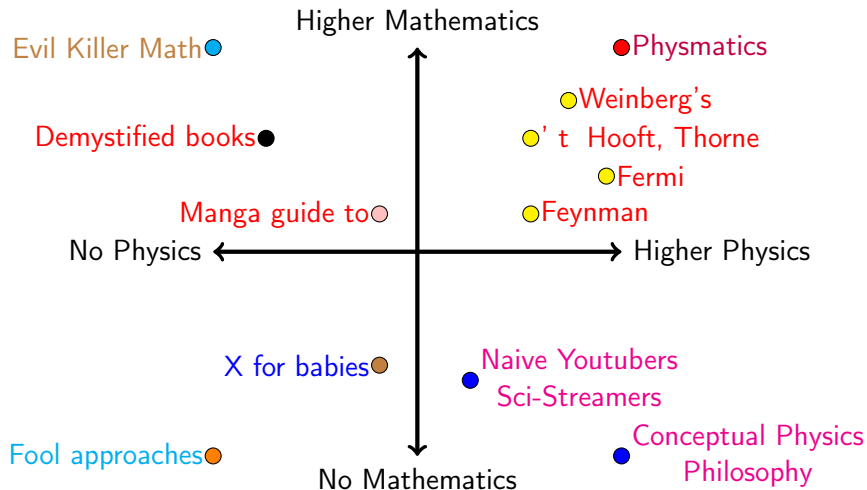 Higher Mathematics
Evil Killer Math
Physmatics
Weinberg's
Demystified books
' t Hooft, Thorne
Fermi
Manga guide to
Feynman
No Physics
Higher Physics
X for babies
Naive Youtubers
Sci-Streamers
Fool approaches
Conceptual Physics
Philosophy
No Mathematics